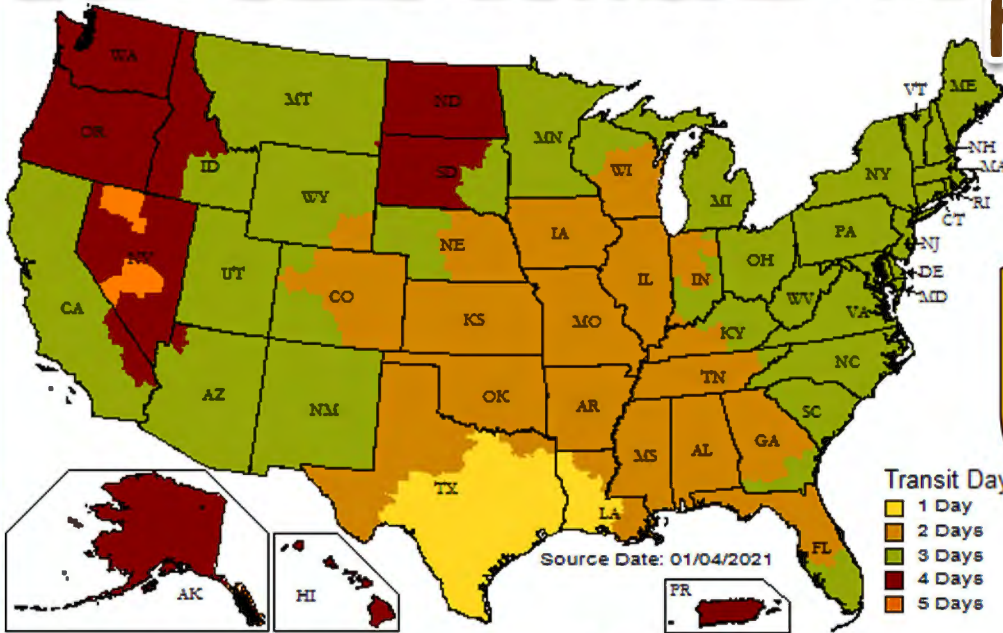 WA
MT
ND
VT
ME
OR
MN
NH
ID
SD
WI
MA
WY
MI
NY
RI
CT
NE
IA
PA
NJ
NV
UT
CO
IL
IN
OH
DE
MD
CA
KS
MO
WV
VA
KY
AZ
NM
OK
AR
TN
NC
SC
MS
AL
GA
TX
LA
FL
Transit Day
1 Day
2 Days
3 Days
4 Days
5 Days
Source Date: 01/04/2021
AK
HI
PR